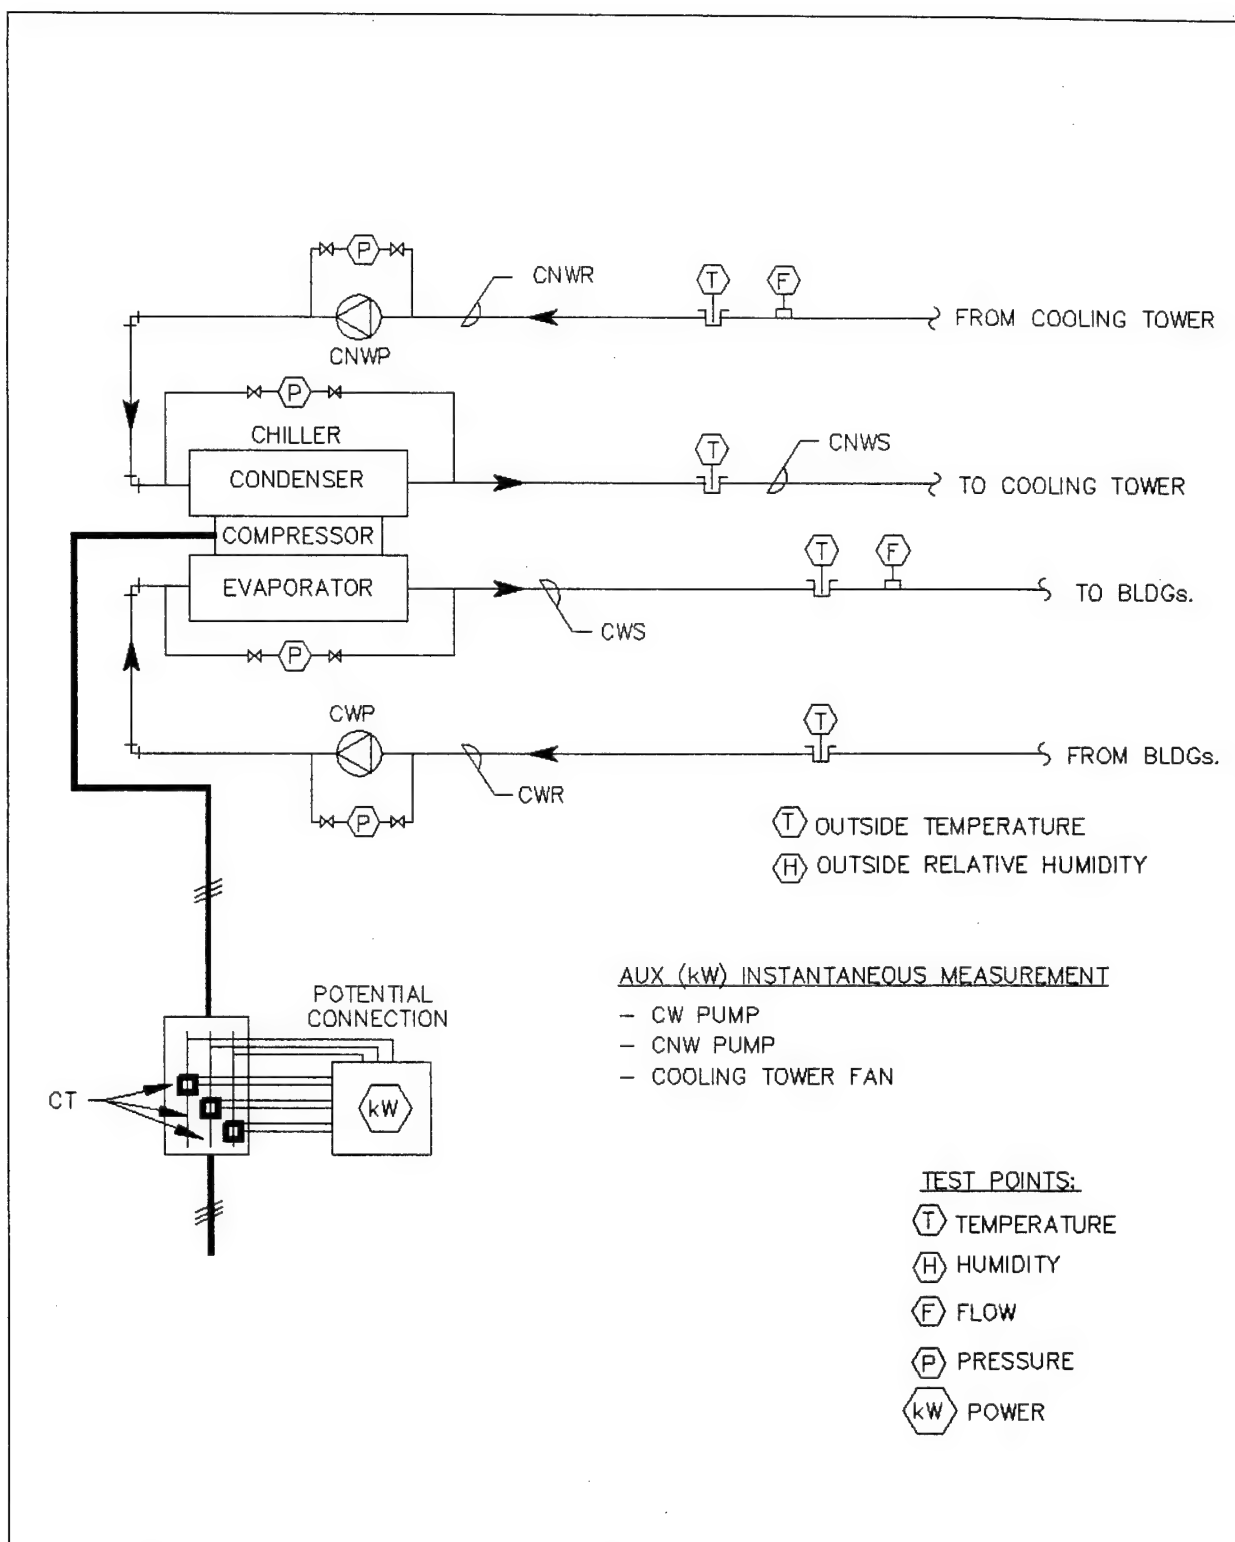 P
CNWR
T
F
FROM COOLING TOWER
CNWP
P
CHILLER
CONDENSER
T
CNWS
TO COOLING TOWER
COMPRESSOR
EVAPORATOR
T
F
TO BLDGs.
CWS
P
CWP
T
FROM BLDGs.
CWR
P
T OUTSIDE TEMPERATURE
H OUTSIDE RELATIVE HUMIDITY
AUX (kW) INSTANTANEOUS MEASUREMENT
- CW PUMP
- CNW PUMP
- COOLING TOWER FAN
POTENTIAL
CONNECTION
CT
kW
TEST POINTS:
T TEMPERATURE
H HUMIDITY
F FLOW
P PRESSURE
kW POWER